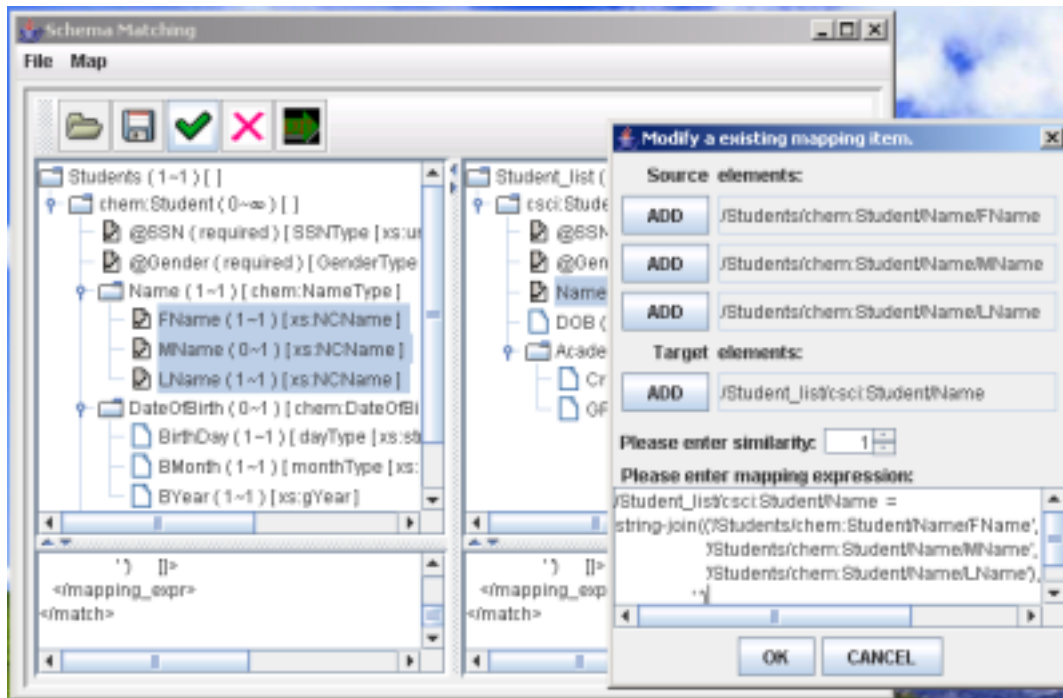 Schema Matching
File Map
Students ( 1~1 ) [ ]
chem:Student ( 0~∞ ) [ ]
@SSN ( required ) [ SSNType [xs:ur
@Gender ( required ) [ GenderType
Name ( 1~1 ) [chem:NameType ]
FName ( 1~1 ) [xs:NCName ]
MName ( 0~1 ) [xs:NCName ]
LName ( 1~1 ) [xs:NCName ]
DateOfBirth ( 0~1 ) [chem:DateOfBi
BirthDay ( 1~1 ) [ dayType [xs:st
BMonth ( 1~1 ) [ monthType [xs:
BYear ( 1~1 ) [xs:gYear ]
' ') ]]>
</mapping_expr>
</match>
Student_list (
csci:Stude
@SSN
@Gen
Name
DOB (
Acade
Cr
GP
' ') ]]>
</mapping_exp
</match>
Modify a existing mapping item.
Source elements:
ADD /Students/chem:Student/Name/FName
ADD /Students/chem:Student/Name/MName
ADD /Students/chem:Student/Name/LName
Target elements:
ADD /Student_list/csci:Student/Name
Please enter similarity: 1
Please enter mapping expression:
/Student_list/csci:Student/Name =
string-join(('/Students/chem:Student/Name/FName',
'/Students/chem:Student/Name/MName',
'/Students/chem:Student/Name/LName'),
' ')
OK CANCEL